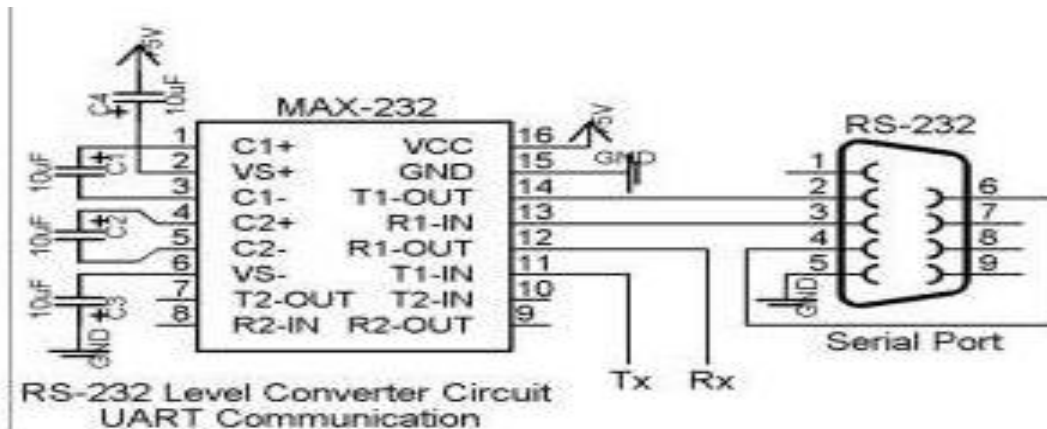 +5V
C4
+
10uF
MAX-232
RS-232
1 C1+ VCC 16
+5V
2 VS+ GND 15
GND
3 C1- T1-OUT 14
4 C2+ R1-IN 13
5 C2- R1-OUT 12
6 VS- T1-IN 11
7 T2-OUT T2-IN 10
8 R2-IN R2-OUT 9
10uF
+
10uF
+
C2
10uF
+
C3
GND
1
2
3
4
5
6
7
8
9
GND
Serial Port
Tx Rx
RS-232 Level Converter Circuit
UART Communication